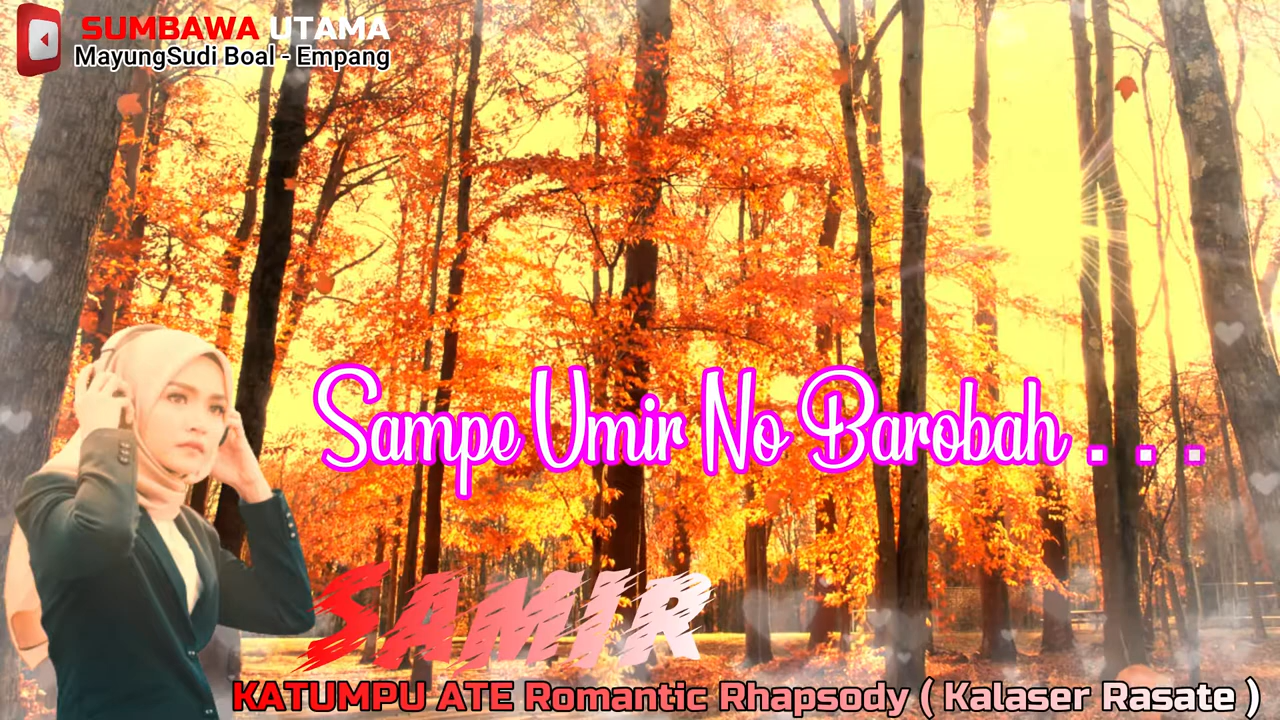 SUMBAWA UTAMA
MayungSudi Boal - Empang
Sampe Umir No Barobah . . .
SAMIR
KATUMPU ATE Romantic Rhapsody ( Kalaser Rasate )